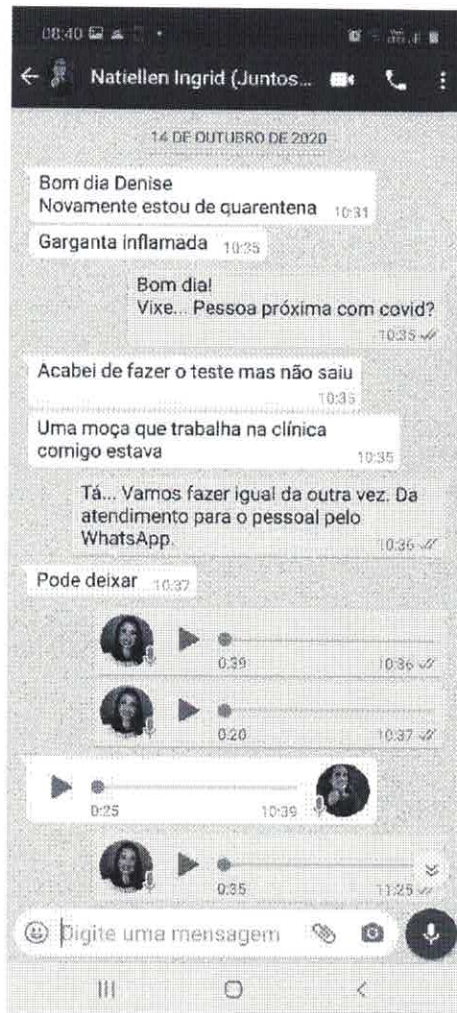 08:40
Natiellen Ingrid (Juntos...
14 DE OUTUBRO DE 2020
Bom dia Denise
Novamente estou de quarentena 10:31
Garganta inflamada 10:35
Bom dia!
Vixe... Pessoa próxima com covid?
10:35
Acabei de fazer o teste mas não saiu
10:35
Uma moça que trabalha na clínica
comigo estava 10:35
Tá... Vamos fazer igual da outra vez. Da
atendimento para o pessoal pelo
WhatsApp. 10:36
Pode deixar 10:37
0:39 10:36
0:20 10:37
0:25 10:39
0:35 11:25
Digite uma mensagem